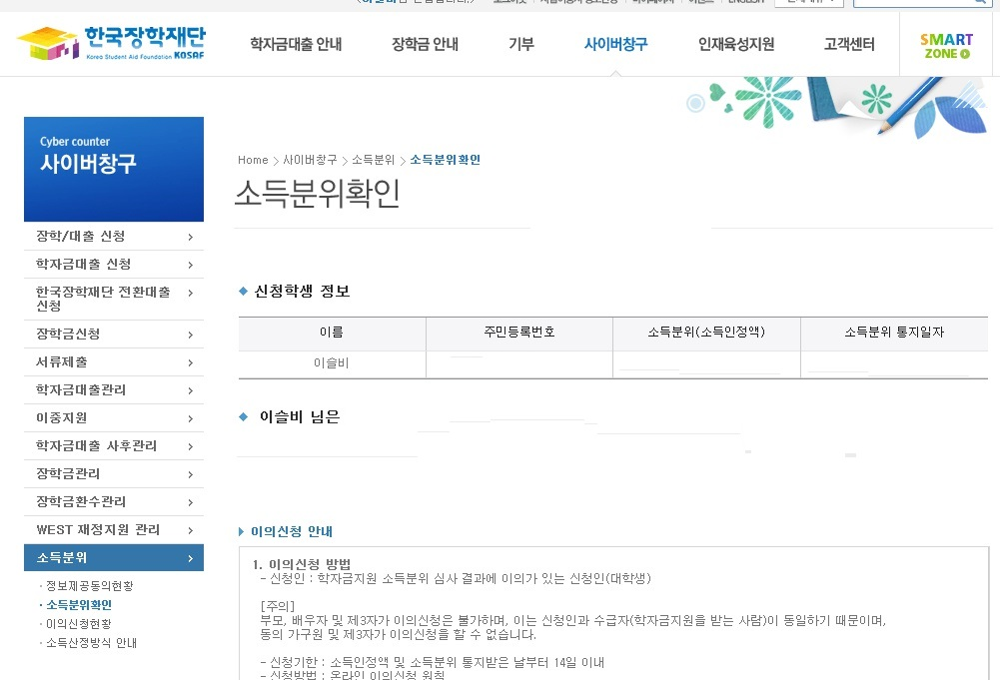 한국장학재단
Korea Student Aid Foundation KOSAF
학자금대출 안내
장학금 안내
기부
사이버창구
인재육성지원
고객센터
SMART
ZONE
Cyber counter
사이버창구
장학/대출 신청
학자금대출 신청
한국장학재단 전환대출
신청
장학금신청
서류제출
학자금대출관리
이중지원
학자금대출 사후관리
장학금관리
장학금환수관리
WEST 재정지원 관리
소득분위
· 정보제공동의현황
· 소득분위확인
· 이의신청현황
· 소득산정방식 안내
Home > 사이버창구 > 소득분위 > 소득분위확인
소득분위확인
신청학생 정보
이름 주민등록번호 소득분위(소득인정액) 소득분위 통지일자
이슬비
이슬비 님은
이의신청 안내
1. 이의신청 방법
- 신청인 : 학자금지원 소득분위 심사 결과에 이의가 있는 신청인(대학생)
[주의]
부모, 배우자 및 제3자가 이의신청은 불가하며, 이는 신청인과 수급자(학자금지원을 받는 사람)이 동일하기 때문이며,
동의 가구원 및 제3자가 이의신청을 할 수 없습니다.
- 신청기한 : 소득인정액 및 소득분위 통지받은 날부터 14일 이내
- 신청방법 : 온라인 이의신청 원칙